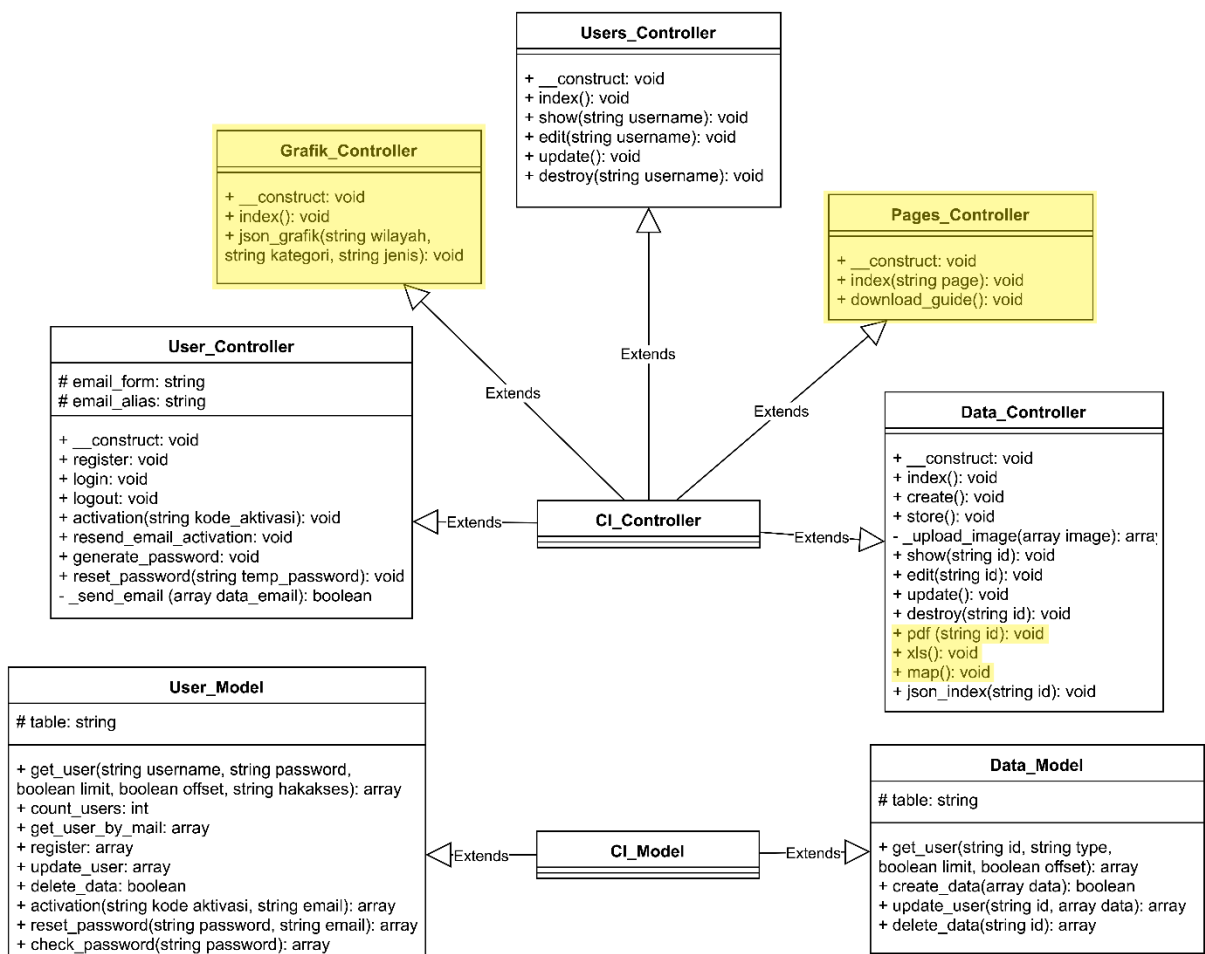 Users_Controller
+ __construct: void
+ index(): void
+ show(string username): void
+ edit(string username): void
+ update(): void
+ destroy(string username): void
Grafik_Controller
+ __construct: void
+ index(): void
+ json_grafik(string wilayah,
string kategori, string jenis): void
Pages_Controller
+ __construct: void
+ index(string page): void
+ download_guide(): void
User_Controller
# email_form: string
# email_alias: string
+ __construct: void
+ register: void
+ login: void
+ logout: void
+ activation(string kode_aktivasi): void
+ resend_email_activation: void
+ generate_password: void
+ reset_password(string temp_password): void
- _send_email (array data_email): boolean
Extends
Extends
Extends
Extends
CI_Controller
Extends
Data_Controller
+ __construct: void
+ index(): void
+ create(): void
+ store(): void
- _upload_image(array image): array
+ show(string id): void
+ edit(string id): void
+ update(): void
+ destroy(string id): void
+ pdf (string id): void
+ xls(): void
+ map(): void
+ json_index(string id): void
User_Model
# table: string
+ get_user(string username, string password,
boolean limit, boolean offset, string hakakses): array
+ count_users: int
+ get_user_by_mail: array
+ register: array
+ update_user: array
+ delete_data: boolean
+ activation(string kode aktivasi, string email): array
+ reset_password(string password, string email): array
+ check_password(string password): array
Extends
CI_Model
Extends
Data_Model
# table: string
+ get_user(string id, string type,
boolean limit, boolean offset): array
+ create_data(array data): boolean
+ update_user(string id, array data): array
+ delete_data(string id): array